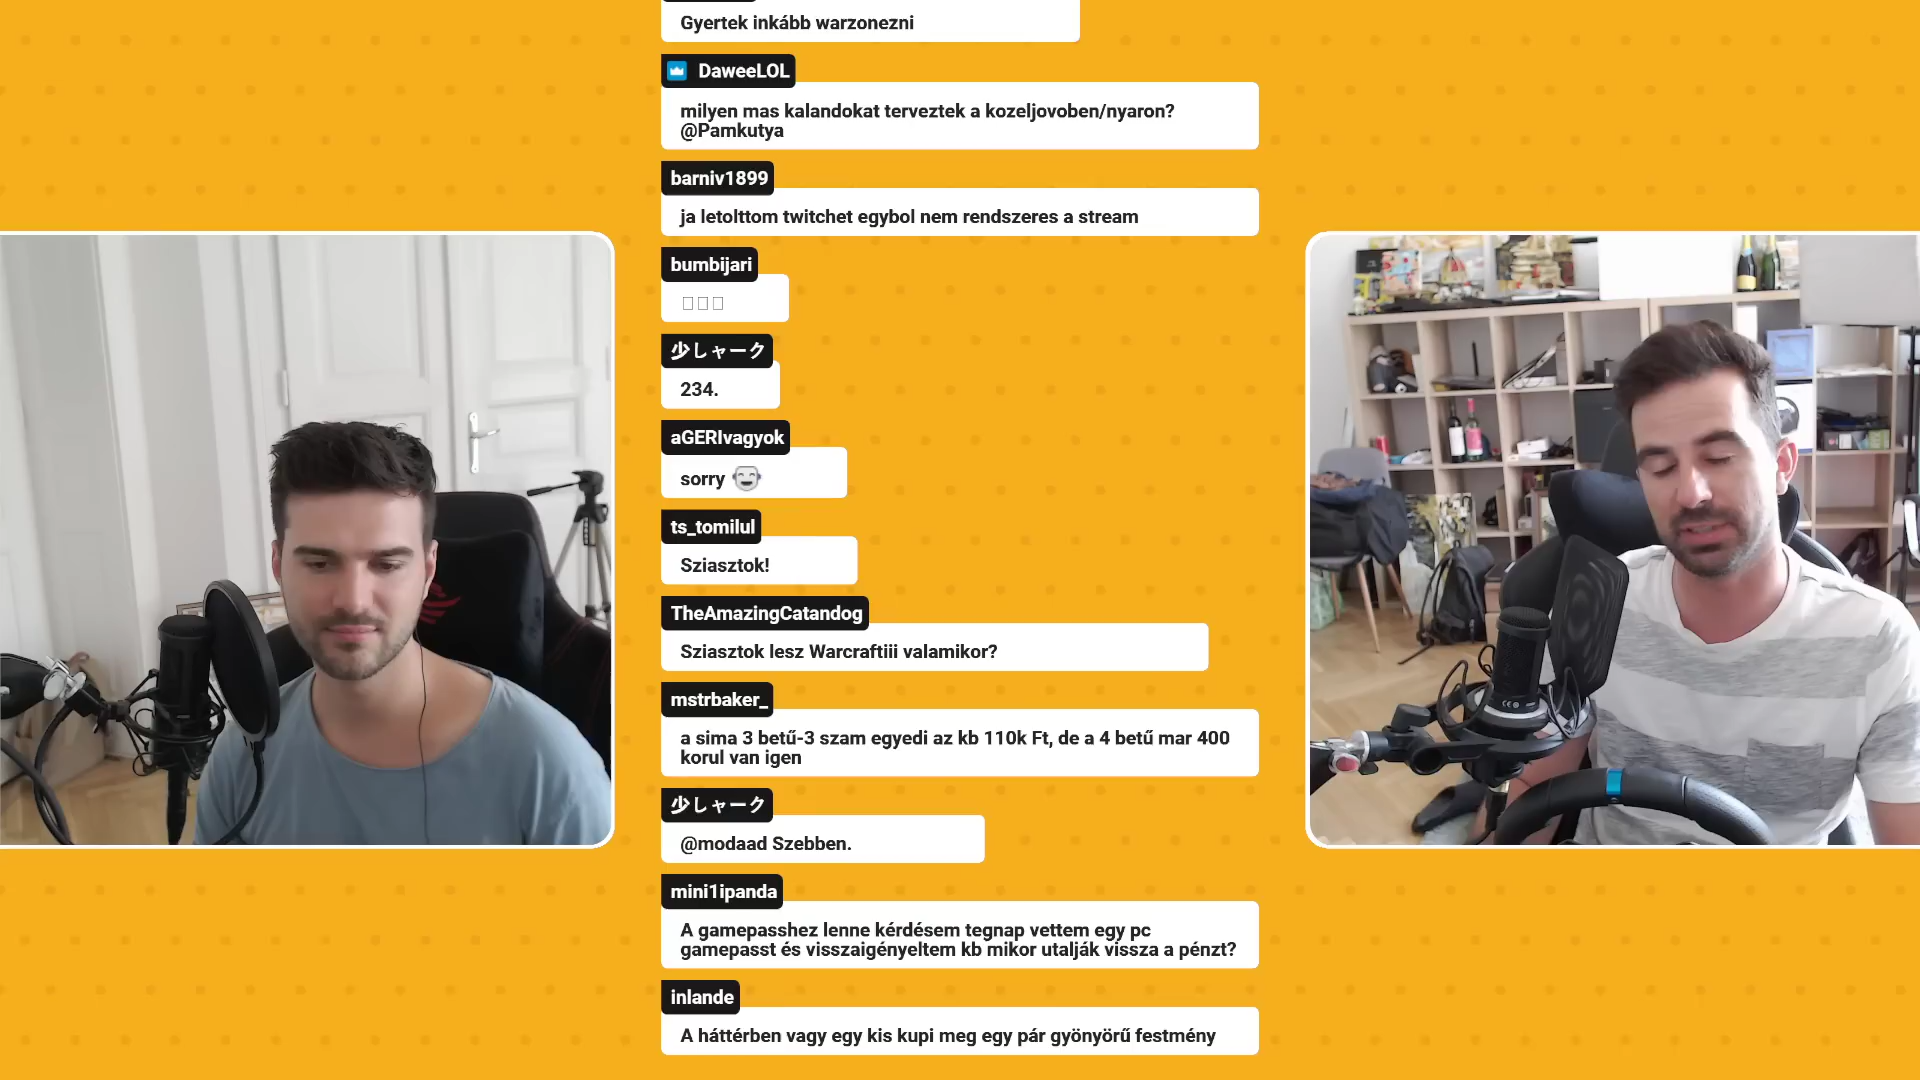 Gyertek inkább warzonezni
DaweeLOL
milyen mas kalandokat terveztek a kozeljovoben/nyaron?
@Pamkutya
barniv1899
ja letolttom twitchet egybol nem rendszeres a stream
bumbijari
少しャーク
234.
aGERIvagyok
sorry
ts_tomilul
Sziasztok!
TheAmazingCatandog
Sziasztok lesz Warcraftiii valamikor?
mstrbaker_
a sima 3 betű-3 szam egyedi az kb 110k Ft, de a 4 betű mar 400
korul van igen
少しャーク
@modaad Szebben.
mini1ipanda
A gamepasshez lenne kérdésem tegnap vettem egy pc
gamepasst és visszaigényeltem kb mikor utalják vissza a pénzt?
inlande
A háttérben vagy egy kis kupi meg egy pár gyönyörű festmény